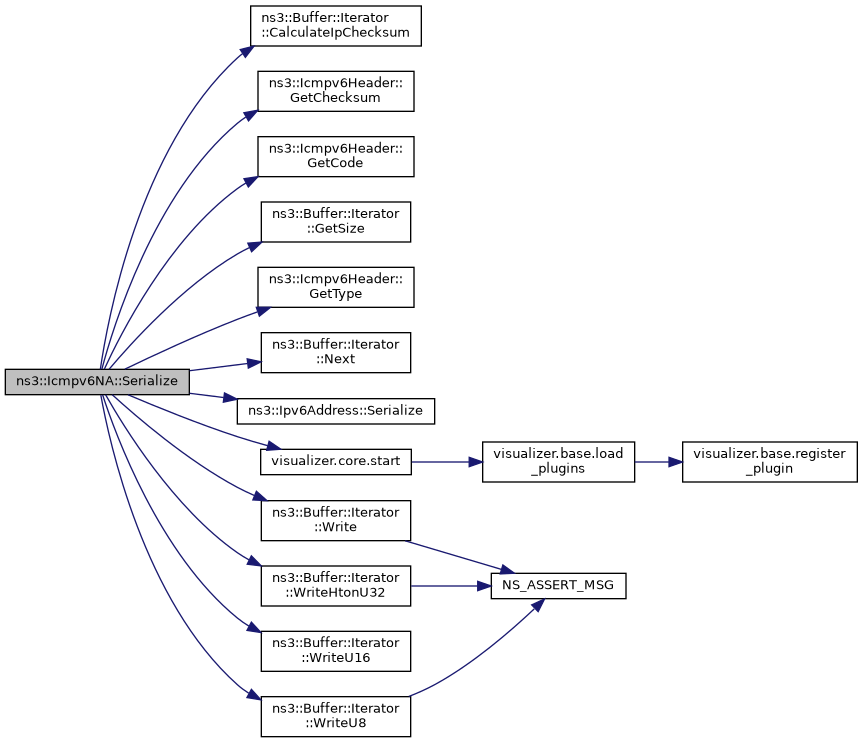 ns3::Buffer::Iterator
::CalculateIpChecksum
ns3::Icmpv6Header::
GetChecksum
ns3::Icmpv6Header::
GetCode
ns3::Buffer::Iterator
::GetSize
ns3::Icmpv6Header::
GetType
ns3::Buffer::Iterator
::Next
ns3::Icmpv6NA::Serialize
ns3::Ipv6Address::Serialize
visualizer.core.start
visualizer.base.load
_plugins
visualizer.base.register
_plugin
ns3::Buffer::Iterator
::Write
ns3::Buffer::Iterator
::WriteHtonU32
NS_ASSERT_MSG
ns3::Buffer::Iterator
::WriteU16
ns3::Buffer::Iterator
::WriteU8